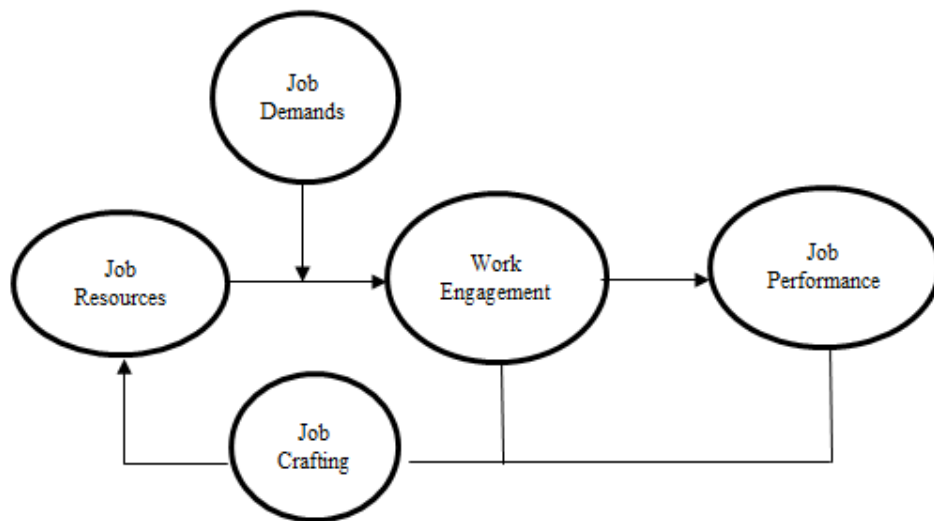 Job
Demands
Job
Resources
Work
Engagement
Job
Performance
Job
Crafting